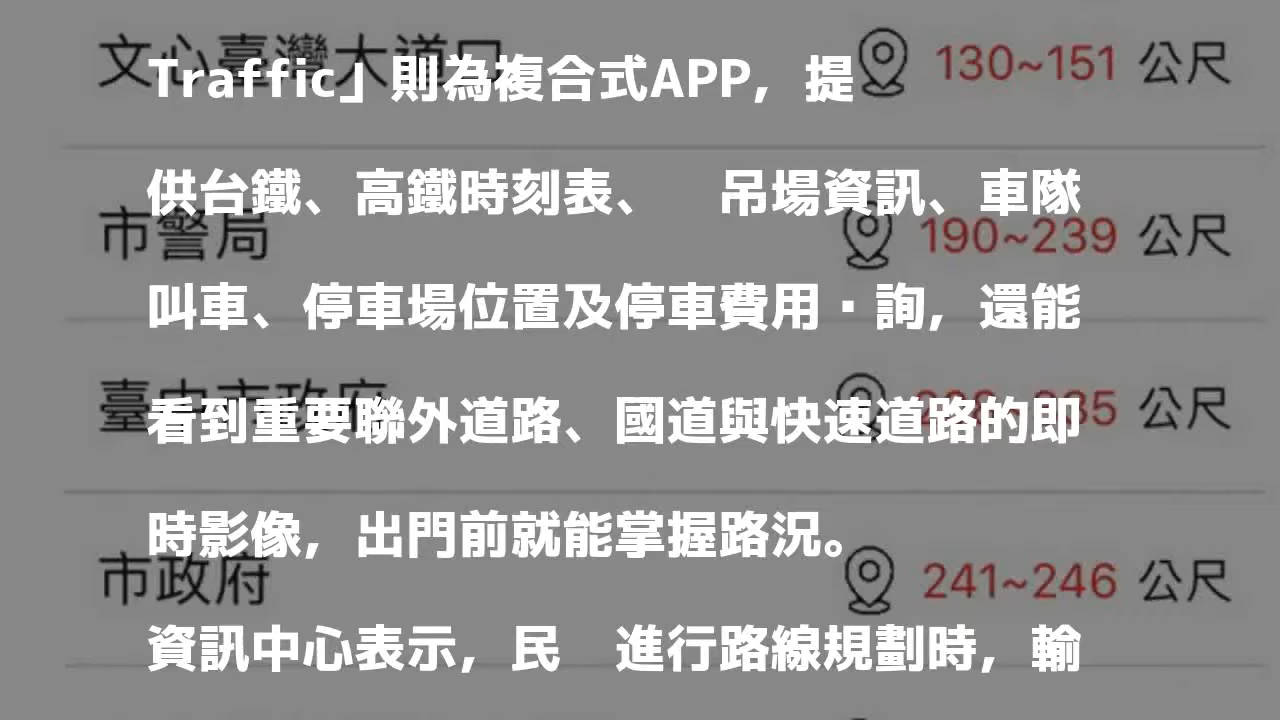 文心臺灣大道口 130~151 公尺
Traffic」則為複合式APP，提
供台鐵、高鐵時刻表、　吊場資訊、車隊
市警局 190~239 公尺
叫車、停車場位置及停車費用▪詢，還能
臺中市政府 公尺
看到重要聯外道路、國道與快速道路的即
時影像，出門前就能掌握路況。
市政府 241~246 公尺
資訊中心表示，民　進行路線規劃時，輸